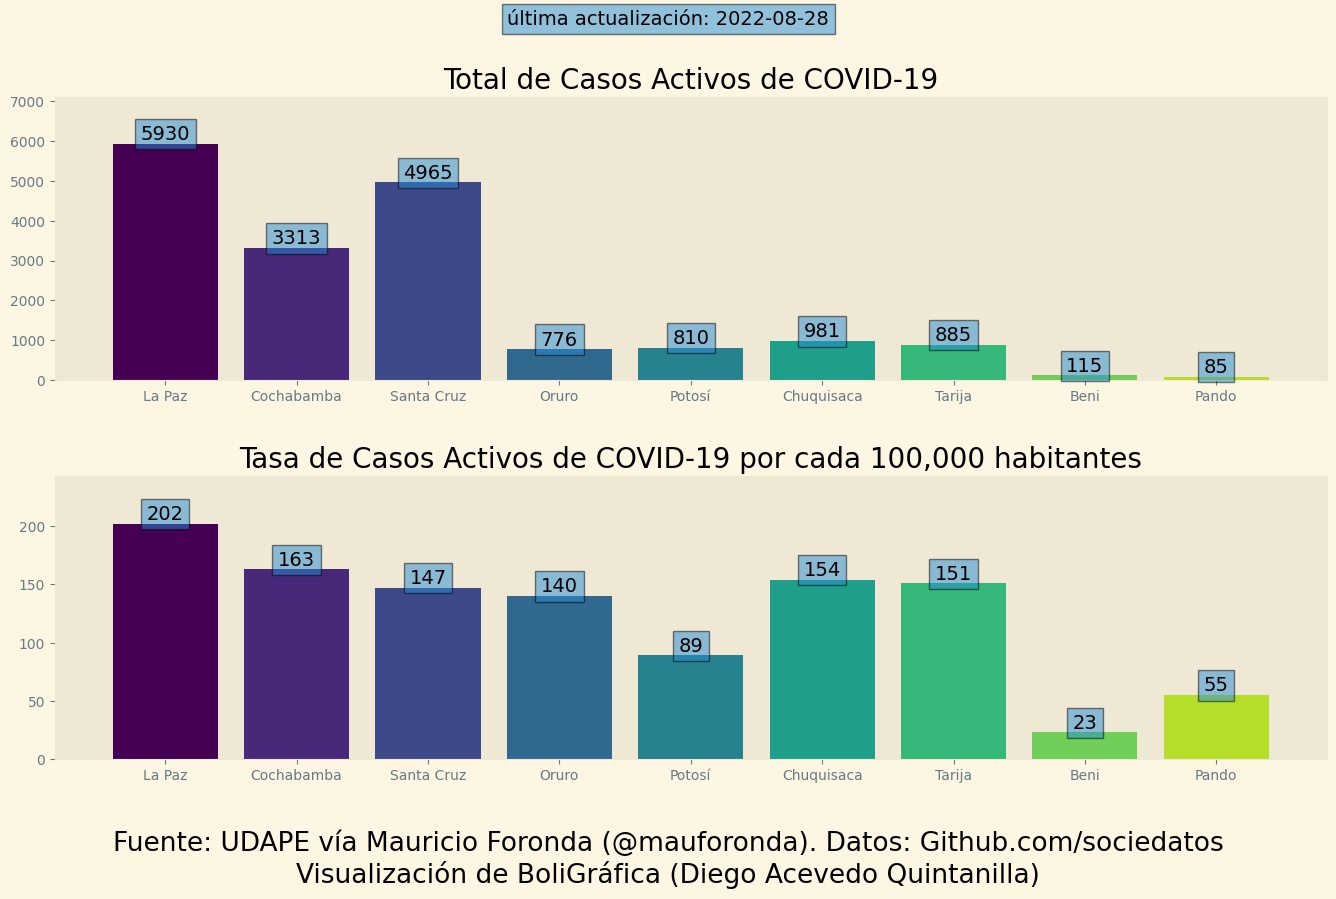 última actualización: 2022-08-28
Total de Casos Activos de COVID-19
7000
6000
5000
4000
3000
2000
1000
0
5930
3313
4965
776
810
981
885
115
85
La Paz
Cochabamba
Santa Cruz
Oruro
Potosí
Chuquisaca
Tarija
Beni
Pando
Tasa de Casos Activos de COVID-19 por cada 100,000 habitantes
200
150
100
50
0
202
163
147
140
89
154
151
23
55
La Paz
Cochabamba
Santa Cruz
Oruro
Potosí
Chuquisaca
Tarija
Beni
Pando
Fuente: UDAPE vía Mauricio Foronda (@mauforonda). Datos: Github.com/sociedatos
Visualización de BoliGráfica (Diego Acevedo Quintanilla)